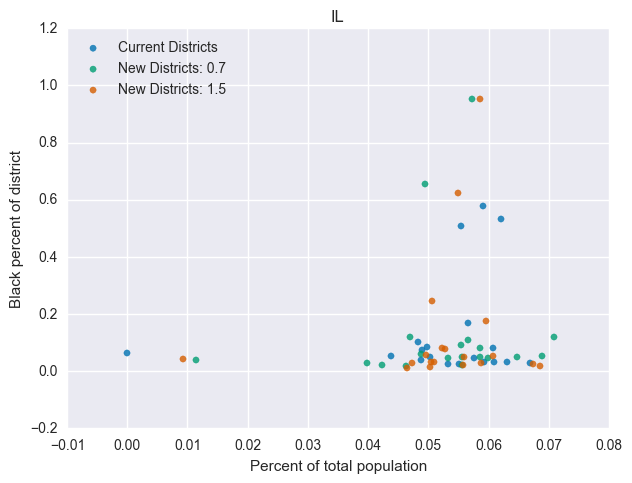 IL
Current Districts
New Districts: 0.7
New Districts: 1.5
1.2
1.0
0.8
0.6
0.4
0.2
0.0
−0.2
Black percent of district
−0.01 0.00 0.01 0.02 0.03 0.04 0.05 0.06 0.07 0.08
Percent of total population